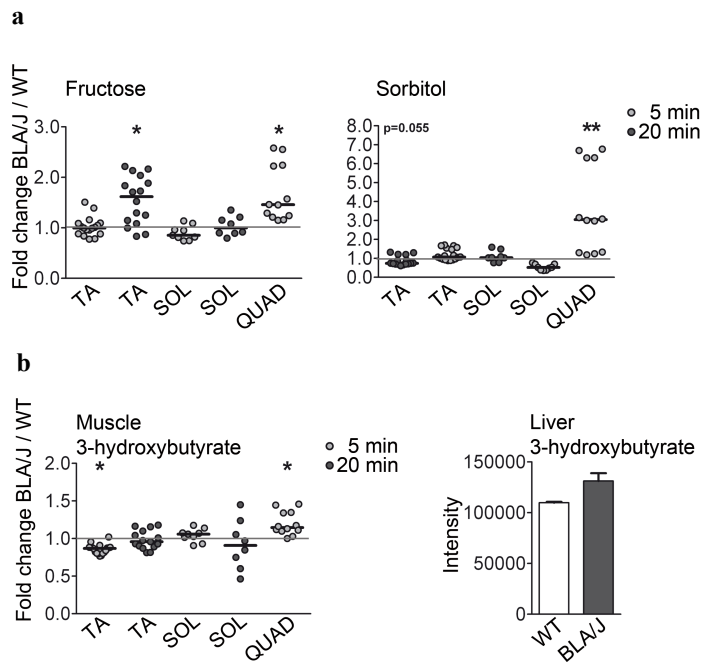 a
Fructose
Fold change BLA/J / WT
3.0
2.0
1.0
0.0
*
*
TA
TA
SOL
SOL
QUAD
Sorbitol
8.0
7.0
6.0
5.0
4.0
3.0
2.0
1.0
0.0
p=0.055
**
TA
TA
SOL
SOL
QUAD
5 min
20 min
b
Muscle
3-hydroxybutyrate
Fold change BLA/J / WT
2.0
1.5
1.0
0.5
0.0
*
*
TA
TA
SOL
SOL
QUAD
5 min
20 min
Liver
3-hydroxybutyrate
Intensity
150000
100000
50000
0
WT
BLA/J